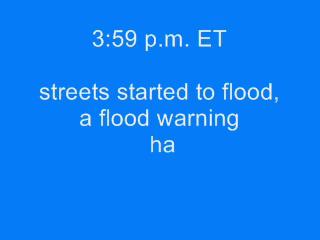 3:59 p.m. ET
streets started to flood,
a flood warning
ha